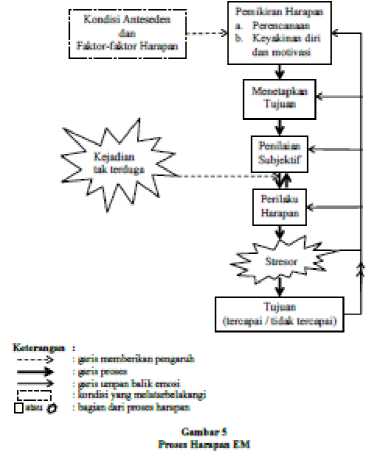 Kondisi Anteseden
dan
Faktor-faktor Harapan
Pemikiran Harapan
a. Perencanaan
b. Keyakinan diri
dan motivasi
Menetapkan
Tujuan
Kejadian
tak terduga
Penilaian
Subjektif
Perilaku
Harapan
Stresor
Tujuan
(tercapai / tidak tercapai)
Keterangan :
: garis memberikan pengaruh
: garis proses
: garis umpan balik emosi
: kondisi yang melatarbelakangi
atau : bagian dari proses harapan
Gambar 5
Proses Harapan EM